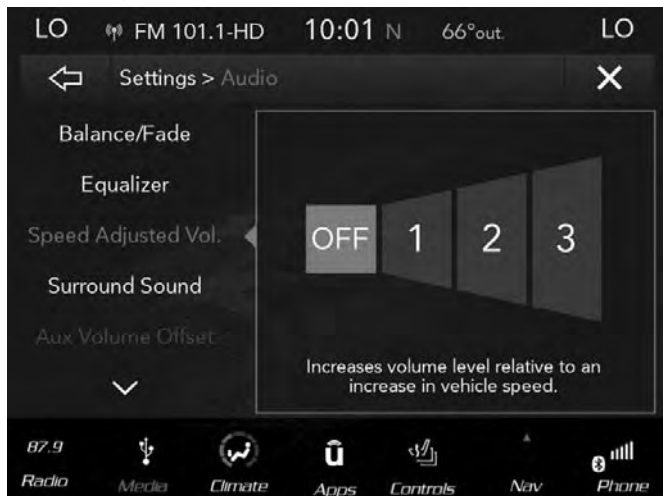 LO FM 101.1-HD 10:01 N 66°out. LO
Settings > Audio
Balance/Fade
Equalizer
Speed Adjusted Vol.
OFF 1 2 3
Surround Sound
Aux Volume Offset
Increases volume level relative to an
increase in vehicle speed.
87.9
Radio Media Climate Apps Controls Nav Phone